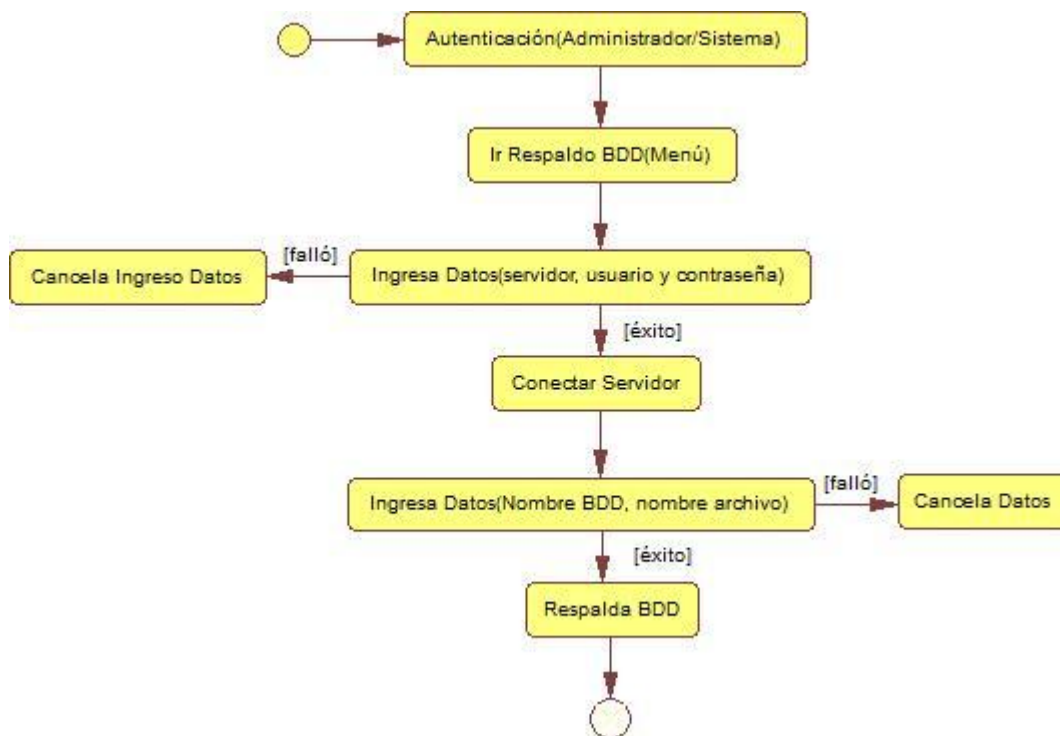 Autenticación(Administrador/Sistema)
Ir Respaldo BDD(Menú)
[falló]
Cancela Ingreso Datos
Ingresa Datos(servidor, usuario y contraseña)
[éxito]
Conectar Servidor
[falló]
Ingresa Datos(Nombre BDD, nombre archivo)
Cancela Datos
[éxito]
Respalda BDD